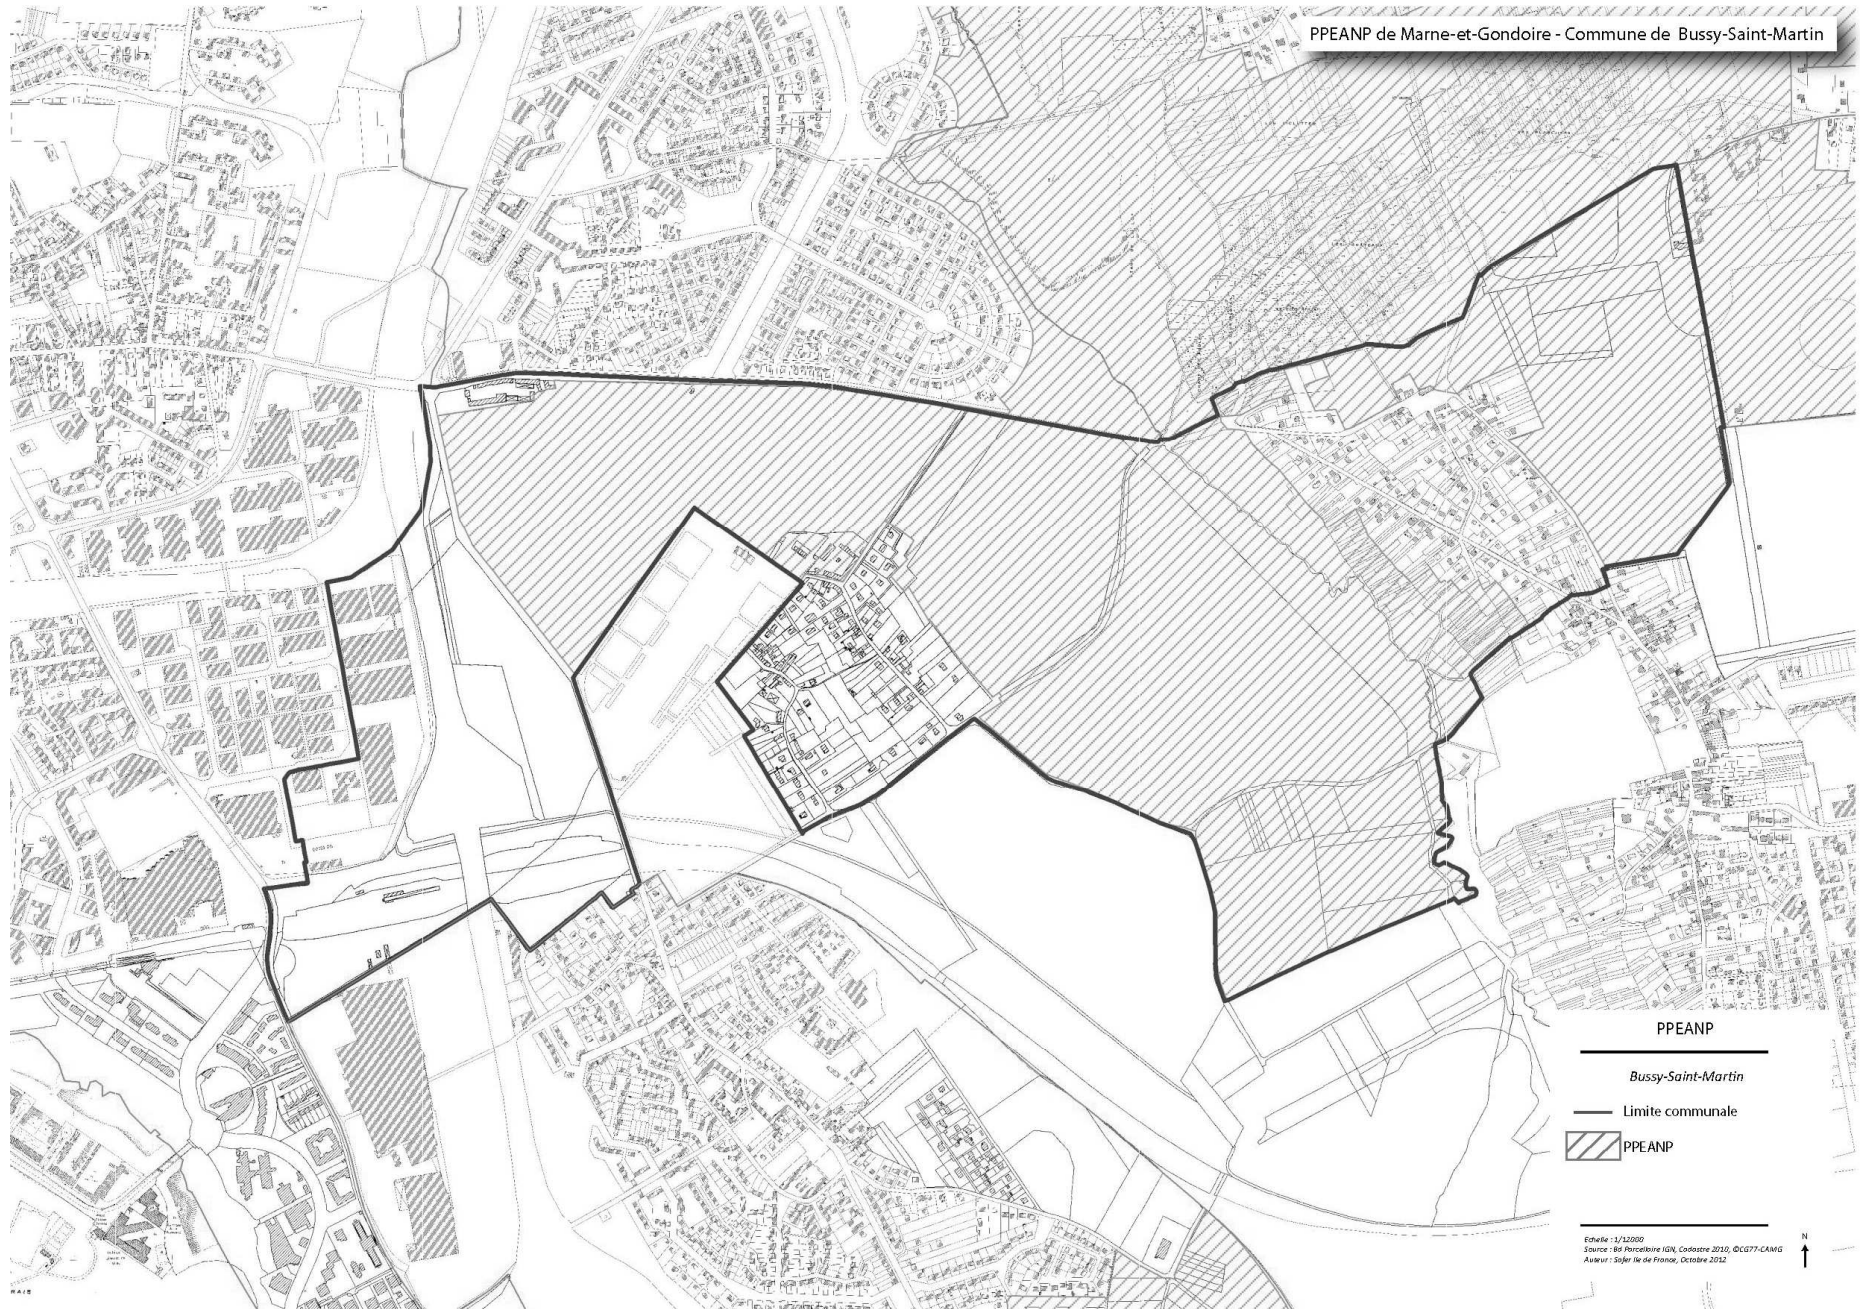 PPEANP de Marne-et-Gondoire - Commune de Bussy-Saint-Martin
PPEANP
Bussy-Saint-Martin
Limite communale
PPEANP
N
Echelle : 1/12000
Source : Bd Parcellaire IGN, Cadastre 2010, ©CG77-CAMG
Auteur : Safer Ile de France, Octobre 2012